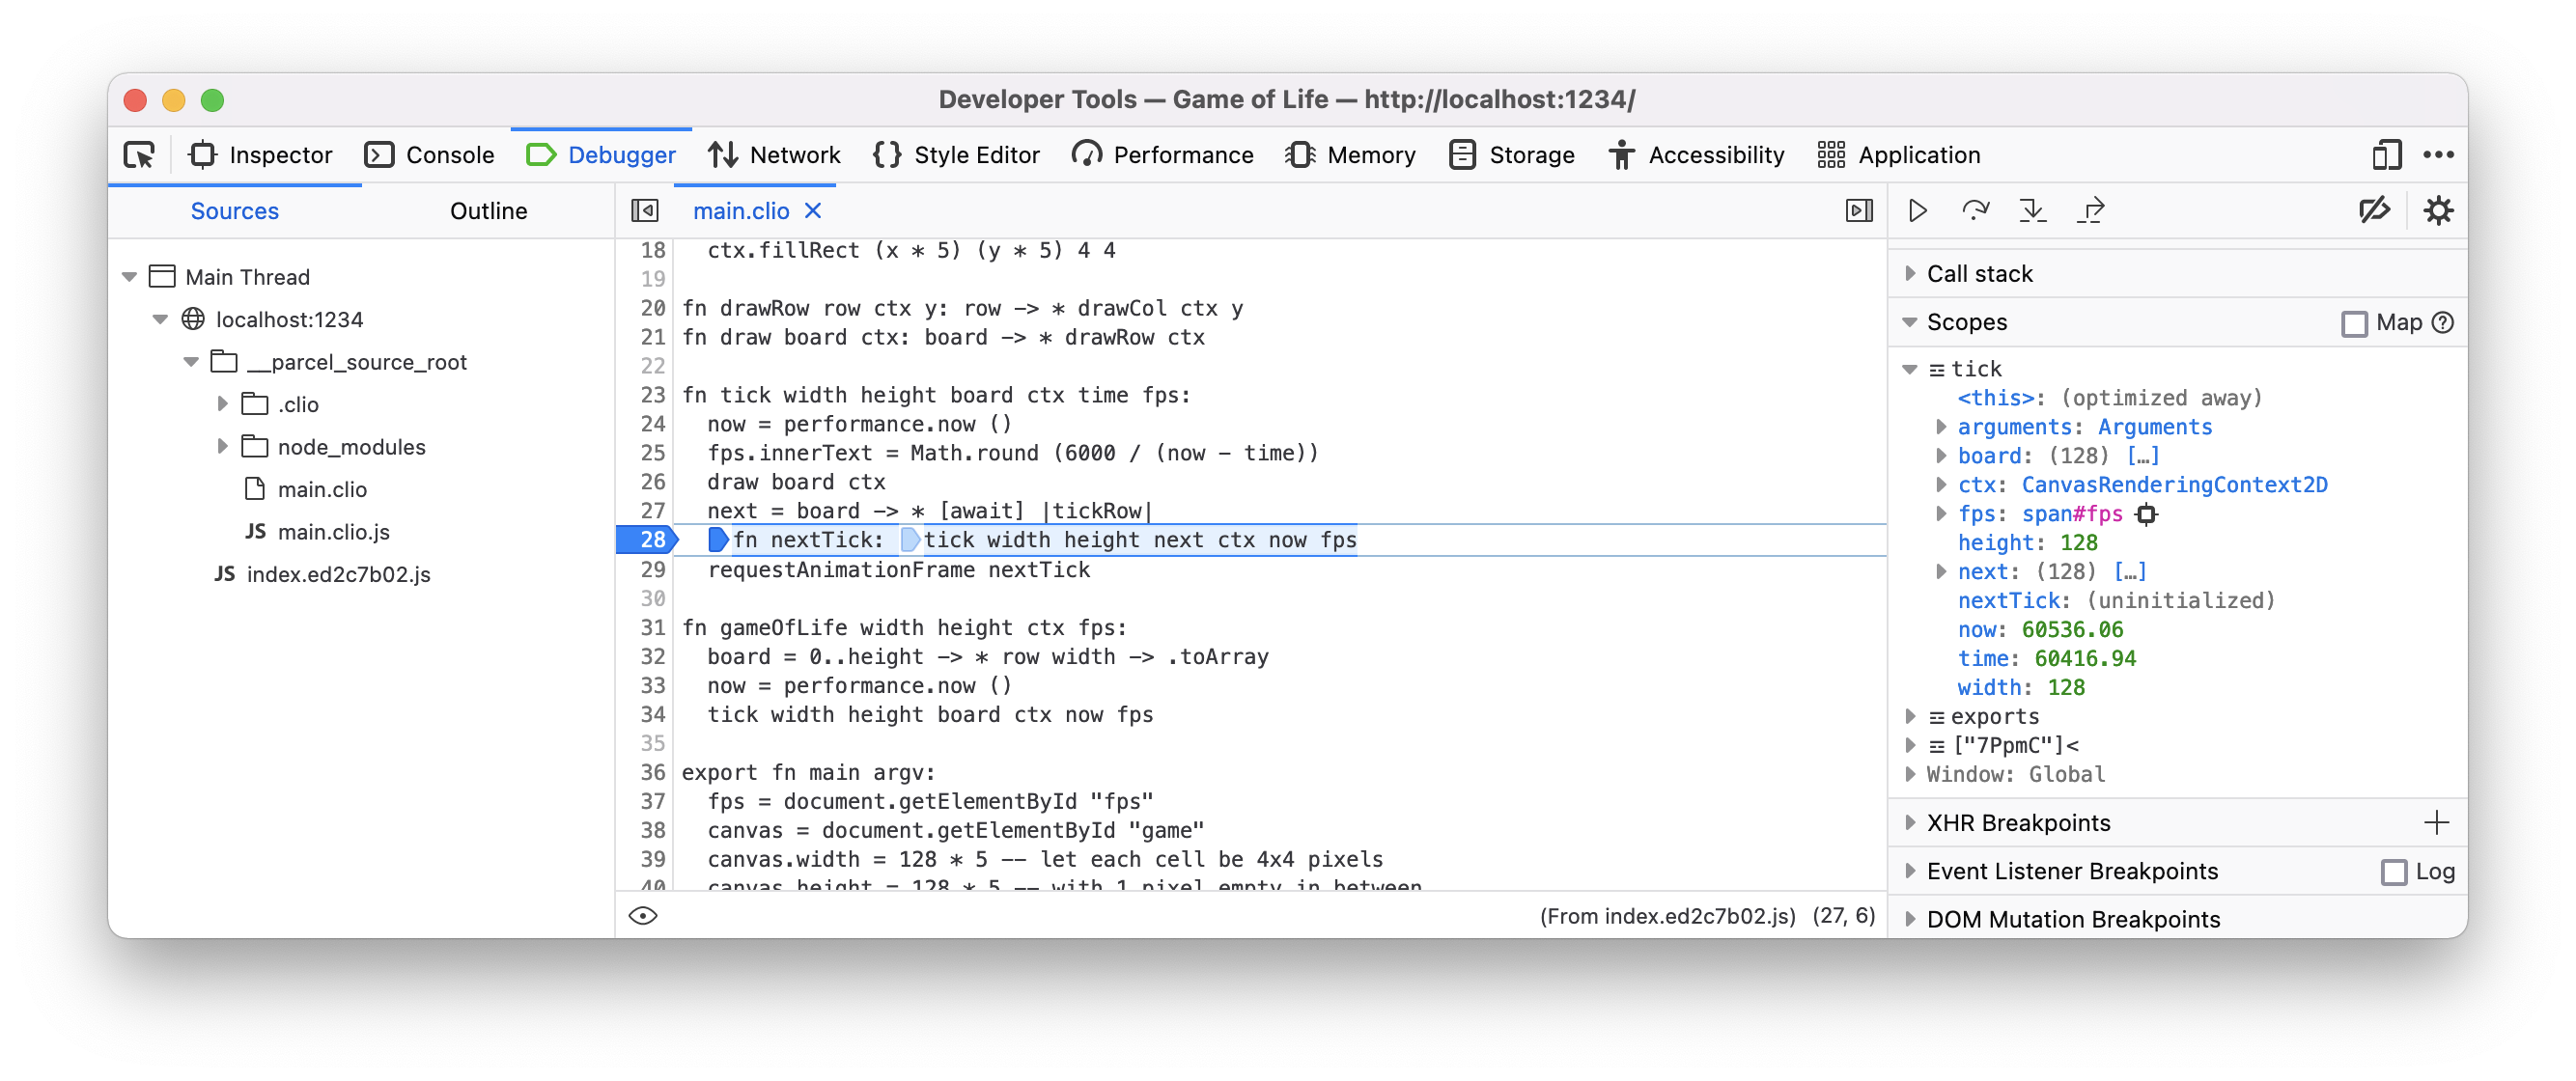 Developer Tools — Game of Life — http://localhost:1234/
Inspector Console Debugger Network Style Editor Performance Memory Storage Accessibility Application
Sources Outline
Main Thread
localhost:1234
__parcel_source_root
.clio
node_modules
main.clio
JS main.clio.js
JS index.ed2c7b02.js
main.clio
18 ctx.fillRect (x * 5) (y * 5) 4 4
19
20 fn drawRow row ctx y: row -> * drawCol ctx y
21 fn draw board ctx: board -> * drawRow ctx
22
23 fn tick width height board ctx time fps:
24 now = performance.now ()
25 fps.innerText = Math.round (6000 / (now - time))
26 draw board ctx
27 next = board -> * [await] |tickRow|
28 fn nextTick: tick width height next ctx now fps
29 requestAnimationFrame nextTick
30
31 fn gameOfLife width height ctx fps:
32 board = 0..height -> * row width -> .toArray
33 now = performance.now ()
34 tick width height board ctx now fps
35
36 export fn main argv:
37 fps = document.getElementById "fps"
38 canvas = document.getElementById "game"
39 canvas.width = 128 * 5 -- let each cell be 4x4 pixels
40 canvas.height = 128 * 5 -- with 1 pixel empty in between
(From index.ed2c7b02.js) (27, 6)
Call stack
Scopes Map
tick
<this>: (optimized away)
arguments: Arguments
board: (128) […]
ctx: CanvasRenderingContext2D
fps: span#fps
height: 128
next: (128) […]
nextTick: (uninitialized)
now: 60536.06
time: 60416.94
width: 128
exports
["7PpmC"]<
Window: Global
XHR Breakpoints
Event Listener Breakpoints Log
DOM Mutation Breakpoints